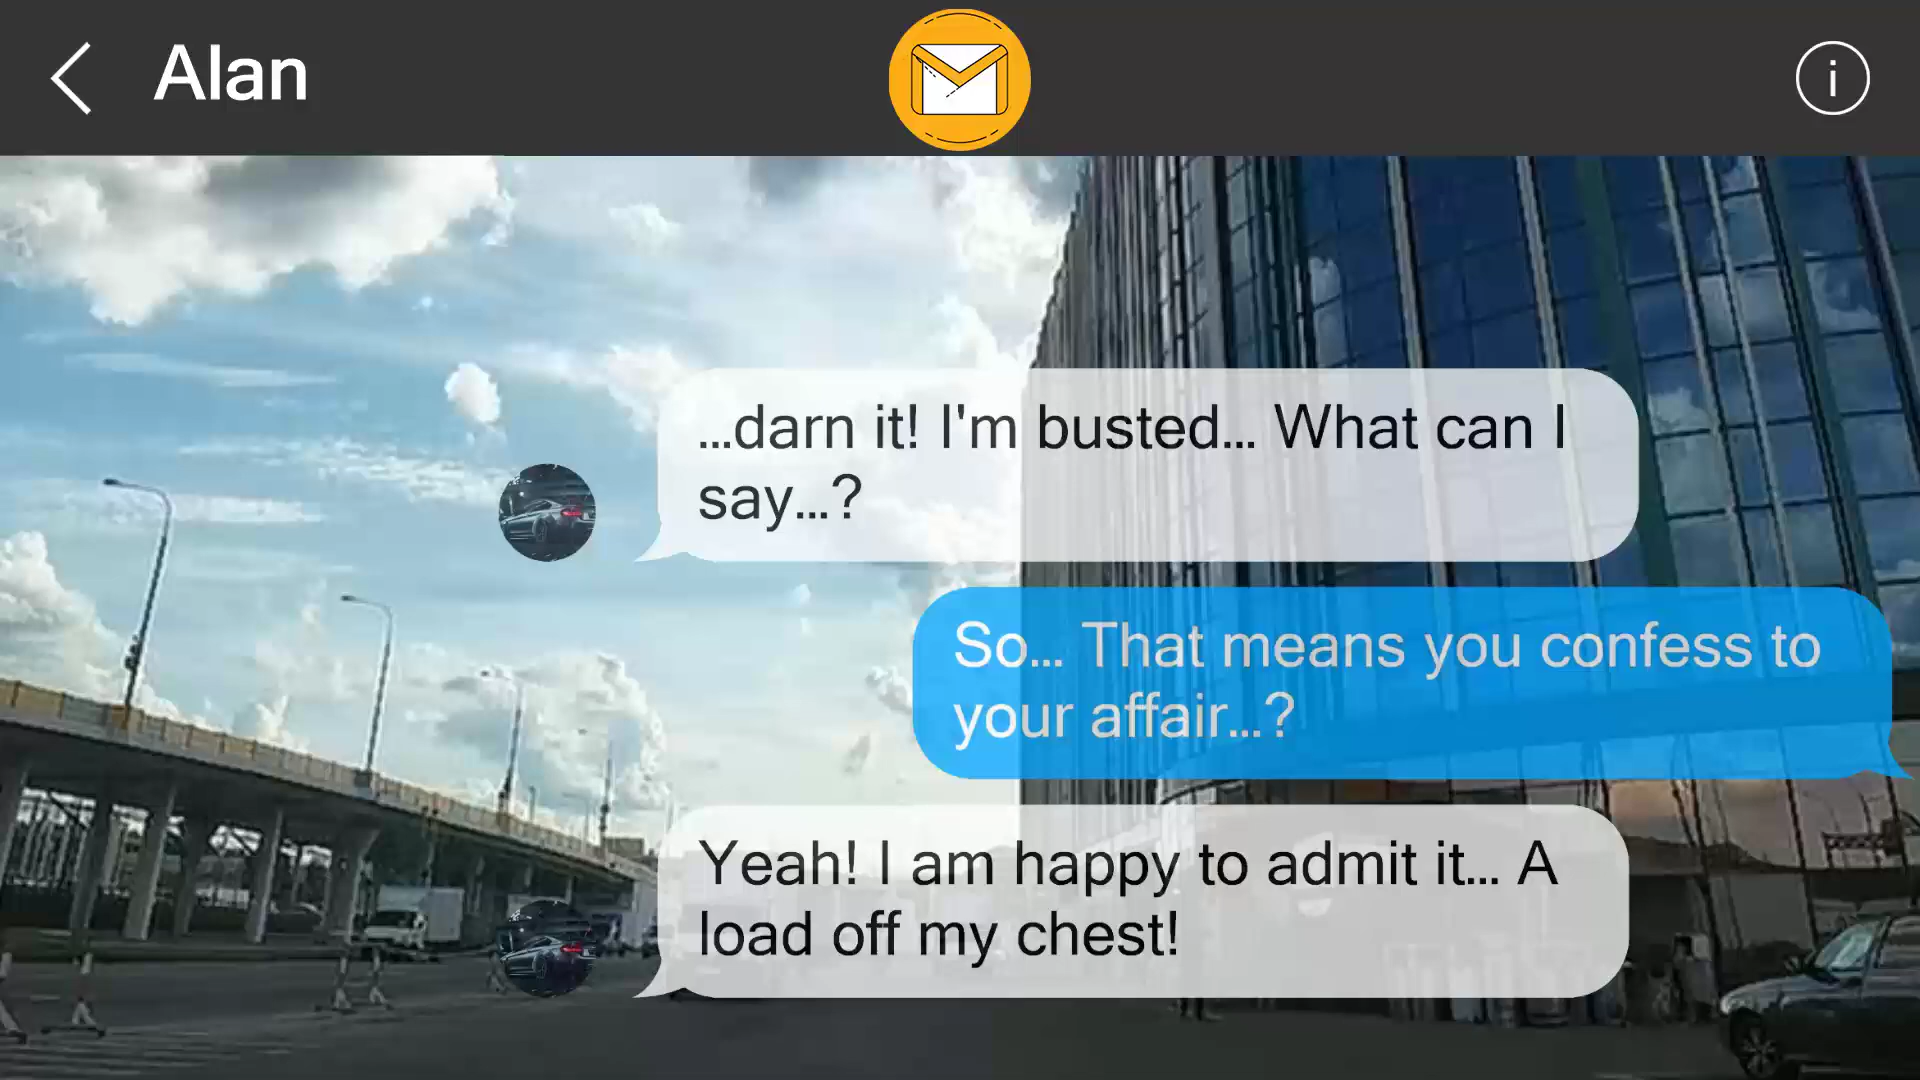 Alan
i
...darn it! I'm busted... What can I
say...?
So... That means you confess to
your affair...?
Yeah! I am happy to admit it... A
load off my chest!